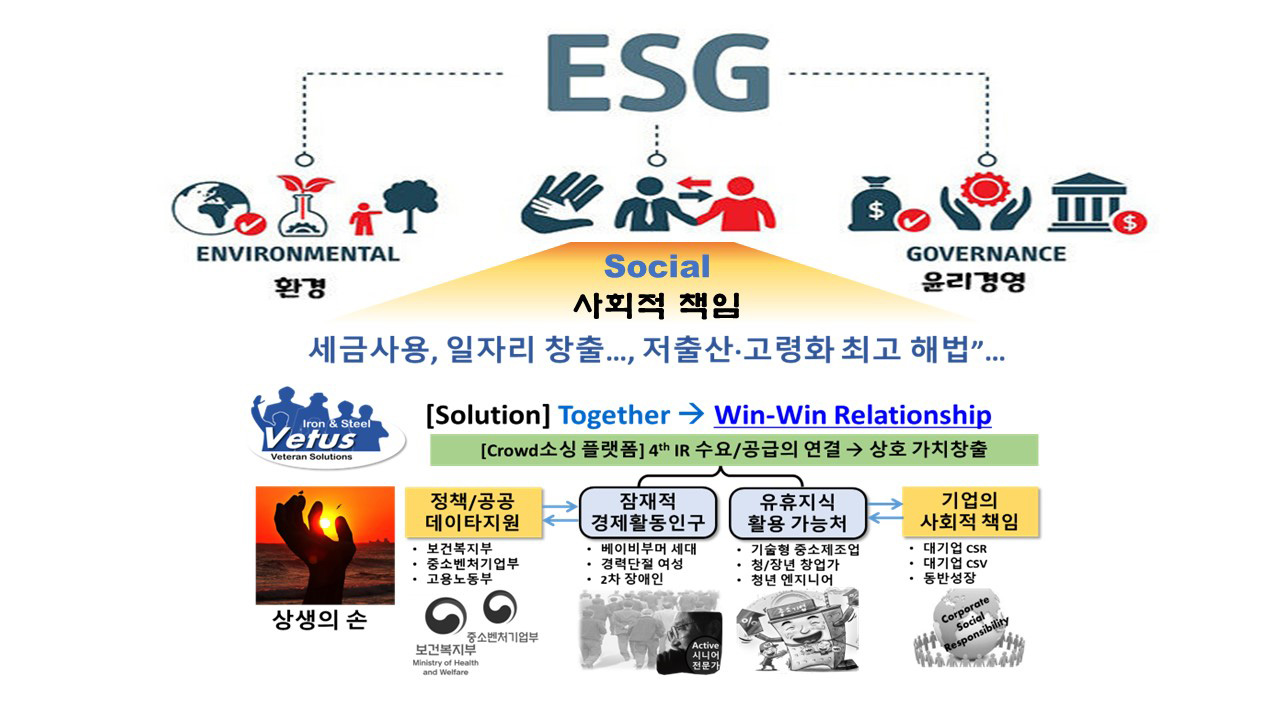 ESG
ENVIRONMENTAL
환경
Social
사회적 책임
GOVERNANCE
윤리경영
세금사용, 일자리 창출…, 저출산·고령화 최고 해법”…
Iron & Steel
Vetus
Veteran Solutions
[Solution] Together → Win-Win Relationship
[Crowd소싱 플랫폼] 4th IR 수요/공급의 연결 → 상호 가치창출
상생의 손
정책/공공
데이타지원
• 보건복지부
• 중소벤처기업부
• 고용노동부
중소벤처기업부
보건복지부
Ministry of Health
and Welfare
잠재적
경제활동인구
• 베이비부머 세대
• 경력단절 여성
• 2차 장애인
Active
시니어
전문가
유휴지식
활용 가능처
• 기술형 중소제조업
• 청/장년 창업가
• 청년 엔지니어
중소기업
기업의
사회적 책임
• 대기업 CSR
• 대기업 CSV
• 동반성장
Corporate
Social
Responsibility